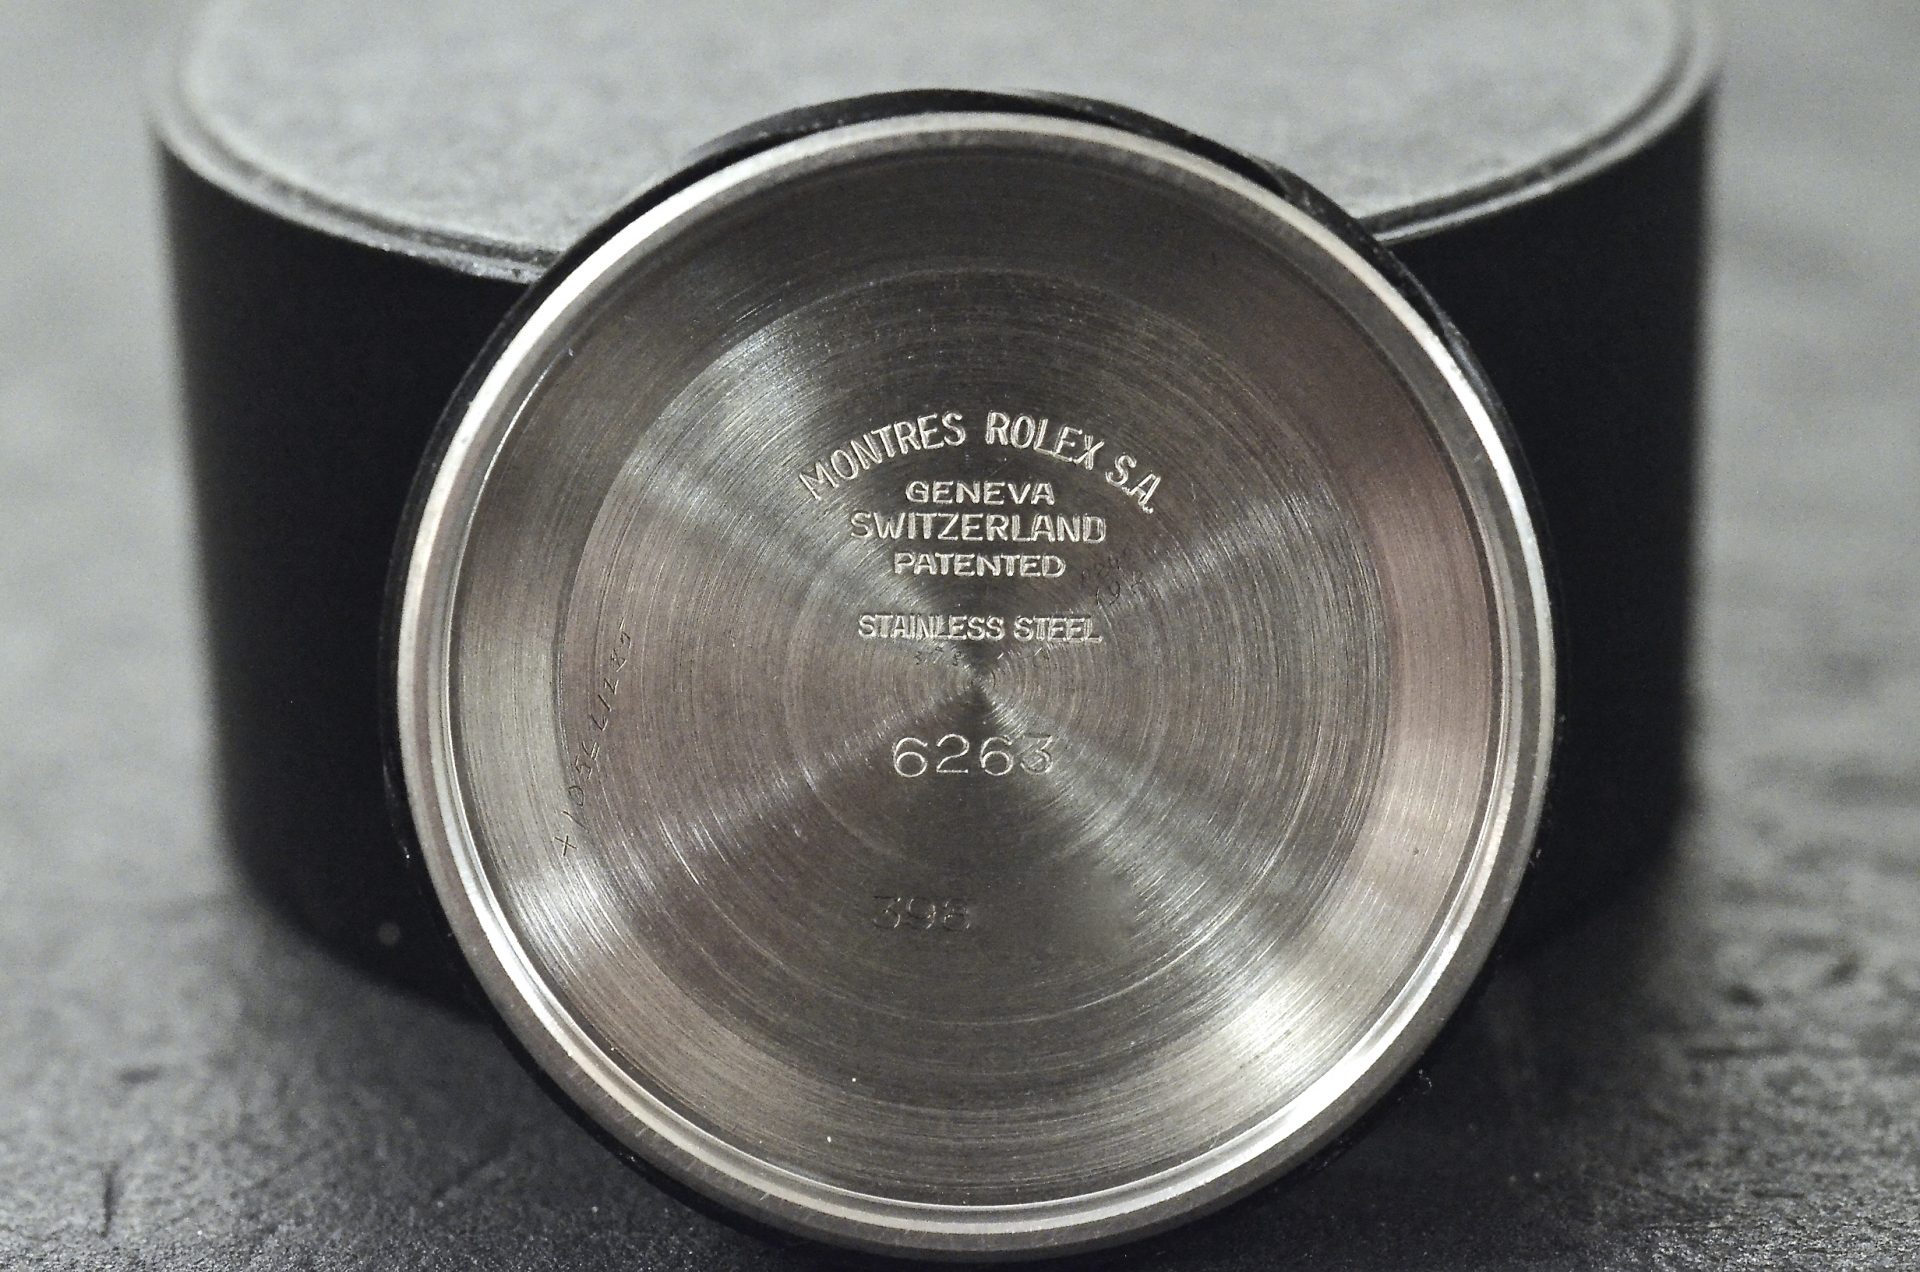 MONTRES ROLEX S.A.
GENEVA
SWITZERLAND
PATENTED
STAINLESS STEEL
6263
398